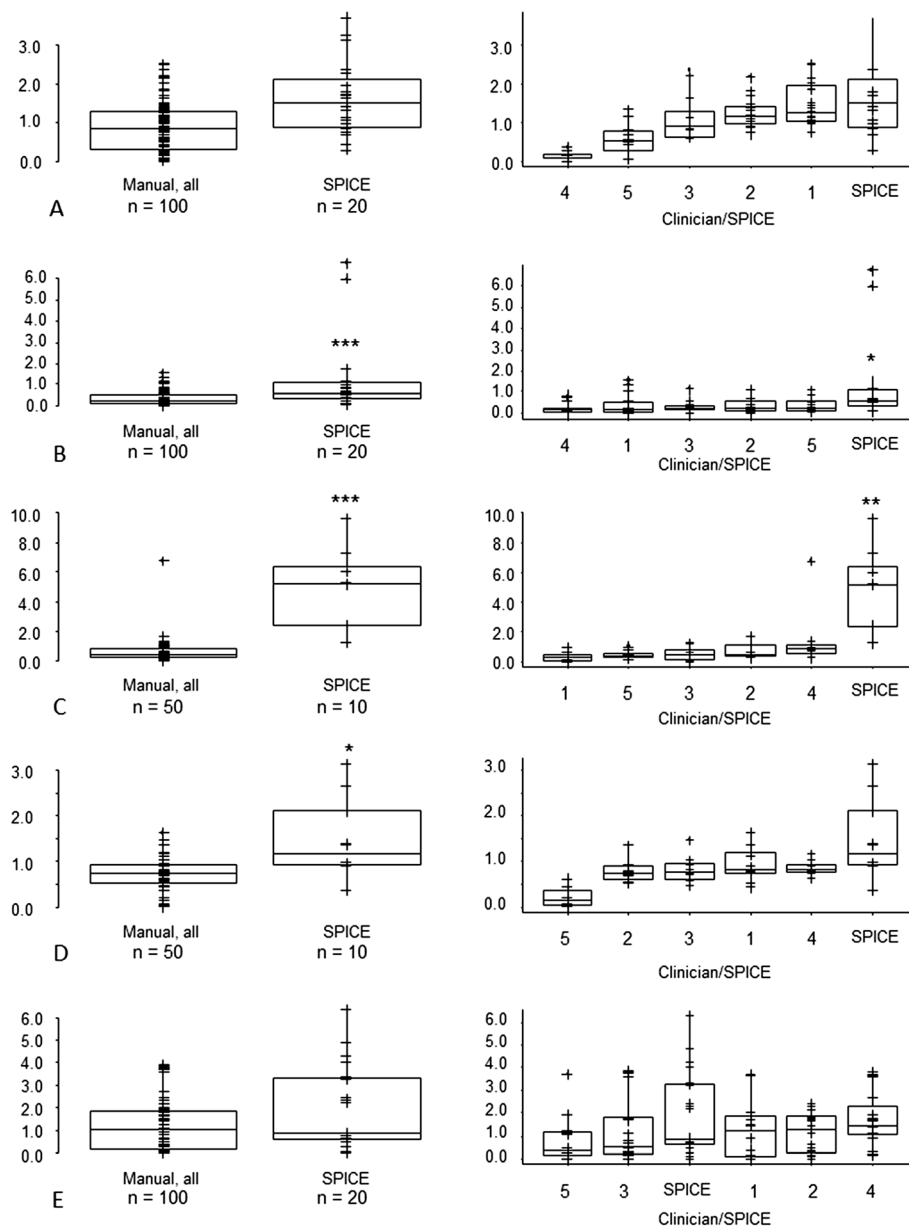 3.0
2.0
1.0
0.0
Manual, all
n = 100
SPICE
n = 20
A
3.0
2.0
1.0
0.0
4 5 3 2 1 SPICE
Clinician/SPICE
6.0
5.0
4.0
3.0
2.0
1.0
0.0
***
Manual, all
n = 100
SPICE
n = 20
B
6.0
5.0
4.0
3.0
2.0
1.0
0.0
*
4 1 3 2 5 SPICE
Clinician/SPICE
10.0
8.0
6.0
4.0
2.0
0.0
***
Manual, all
n = 50
SPICE
n = 10
C
10.0
8.0
6.0
4.0
2.0
0.0
**
1 5 3 2 4 SPICE
Clinician/SPICE
3.0
2.0
1.0
0.0
*
Manual, all
n = 50
SPICE
n = 10
D
3.0
2.0
1.0
0.0
5 2 3 1 4 SPICE
Clinician/SPICE
6.0
5.0
4.0
3.0
2.0
1.0
0.0
Manual, all
n = 100
SPICE
n = 20
E
6.0
5.0
4.0
3.0
2.0
1.0
0.0
5 3 SPICE 1 2 4
Clinician/SPICE